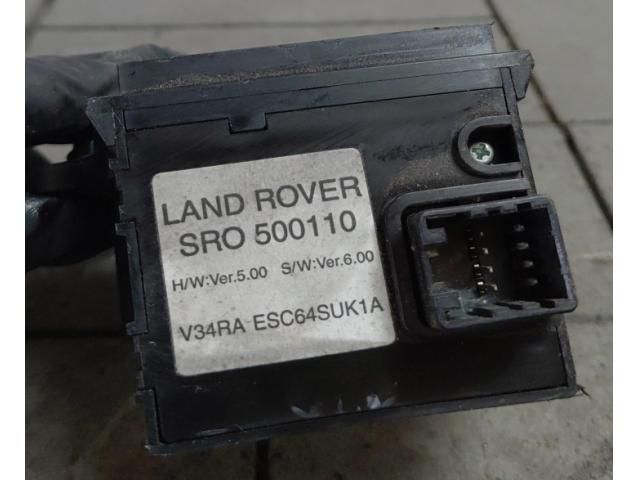 LAND ROVER
SRO 500110
H/W:Ver.5.00 S/W:Ver.6.00
V34RA ESC64SUK1A